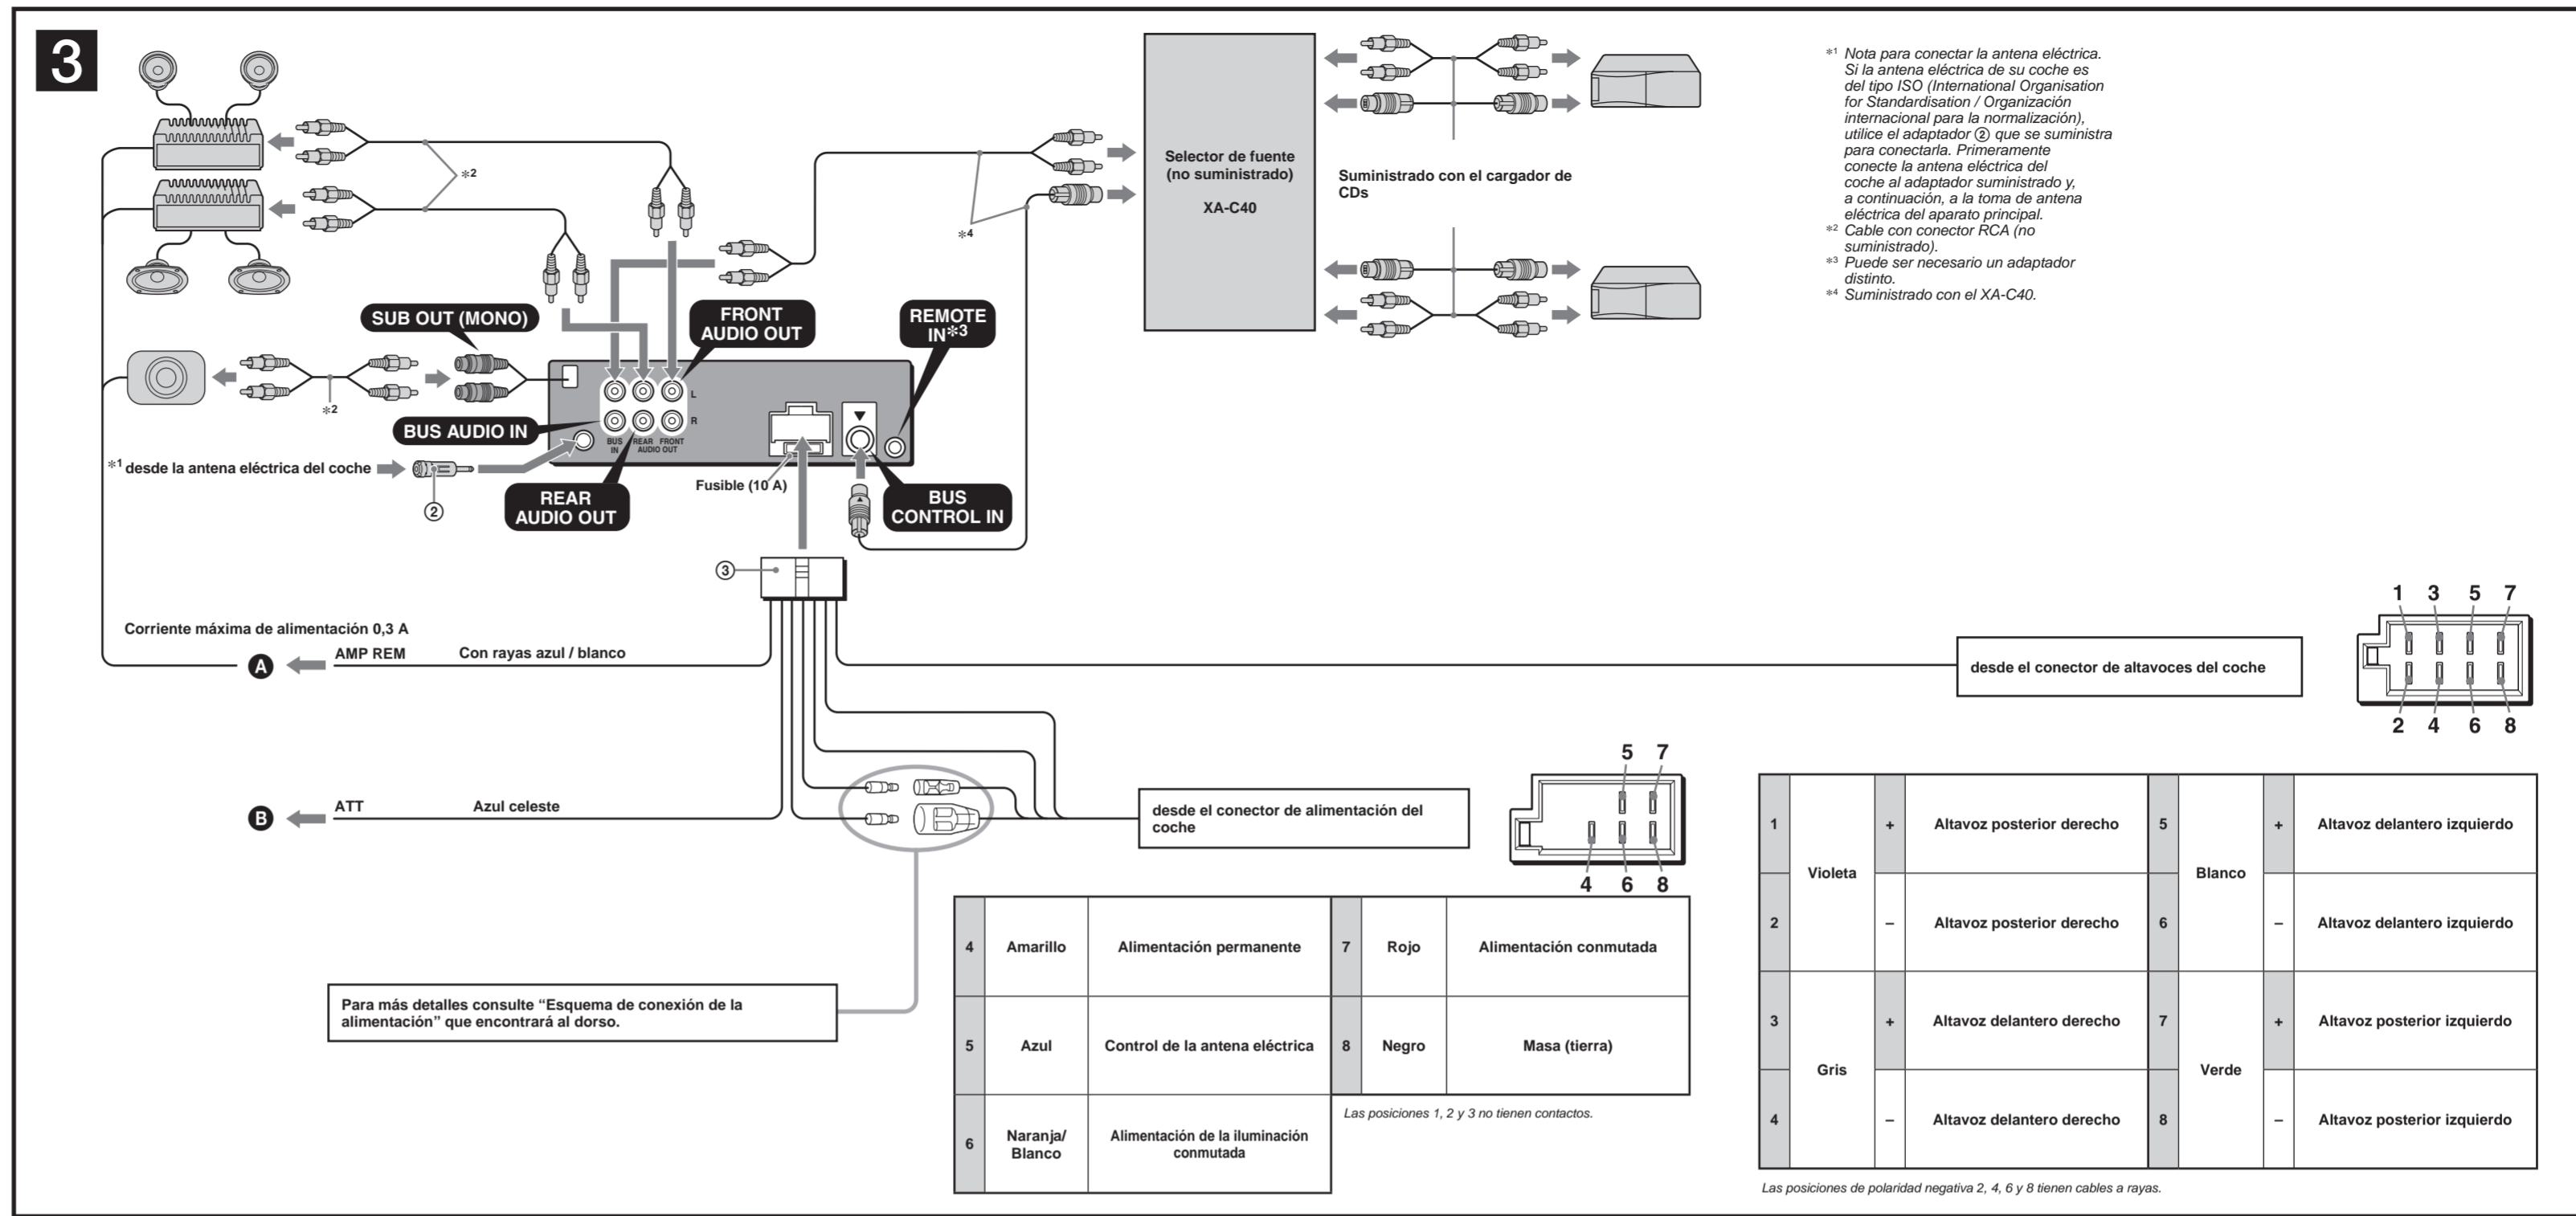 3
*2
*4
Selector de fuente
(no suministrado)
XA-C40
Suministrado con el cargador de
CDs
*1 Nota para conectar la antena eléctrica.
Si la antena eléctrica de su coche es
del tipo ISO (International Organisation
for Standardisation / Organización
internacional para la normalización),
utilice el adaptador ② que se suministra
para conectarla. Primeramente
conecte la antena eléctrica del
coche al adaptador suministrado y,
a continuación, a la toma de antena
eléctrica del aparato principal.
*2 Cable con conector RCA (no
suministrado).
*3 Puede ser necesario un adaptador
distinto.
*4 Suministrado con el XA-C40.
SUB OUT (MONO)
FRONT
AUDIO OUT
REMOTE
IN*3
*2
L
R
BUS AUDIO IN
BUS
IN
REAR FRONT
AUDIO OUT
*1 desde la antena eléctrica del coche
②
REAR
AUDIO OUT
Fusible (10 A)
BUS
CONTROL IN
③
Corriente máxima de alimentación 0,3 A
A
AMP REM
Con rayas azul / blanco
desde el conector de altavoces del coche
1 3 5 7
2 4 6 8
B
ATT
Azul celeste
desde el conector de alimentación del
coche
5 7
4 6 8
Para más detalles consulte “Esquema de conexión de la
alimentación” que encontrará al dorso.
4 Amarillo Alimentación permanente 7 Rojo Alimentación conmutada
5 Azul Control de la antena eléctrica 8 Negro Masa (tierra)
6 Naranja/
Blanco
Alimentación de la iluminación
conmutada
Las posiciones 1, 2 y 3 no tienen contactos.
1 + Altavoz posterior derecho 5 + Altavoz delantero izquierdo
Violeta Blanco
2 – Altavoz posterior derecho 6 – Altavoz delantero izquierdo
3 + Altavoz delantero derecho 7 + Altavoz posterior izquierdo
Gris Verde
4 – Altavoz delantero derecho 8 – Altavoz posterior izquierdo
Las posiciones de polaridad negativa 2, 4, 6 y 8 tienen cables a rayas.